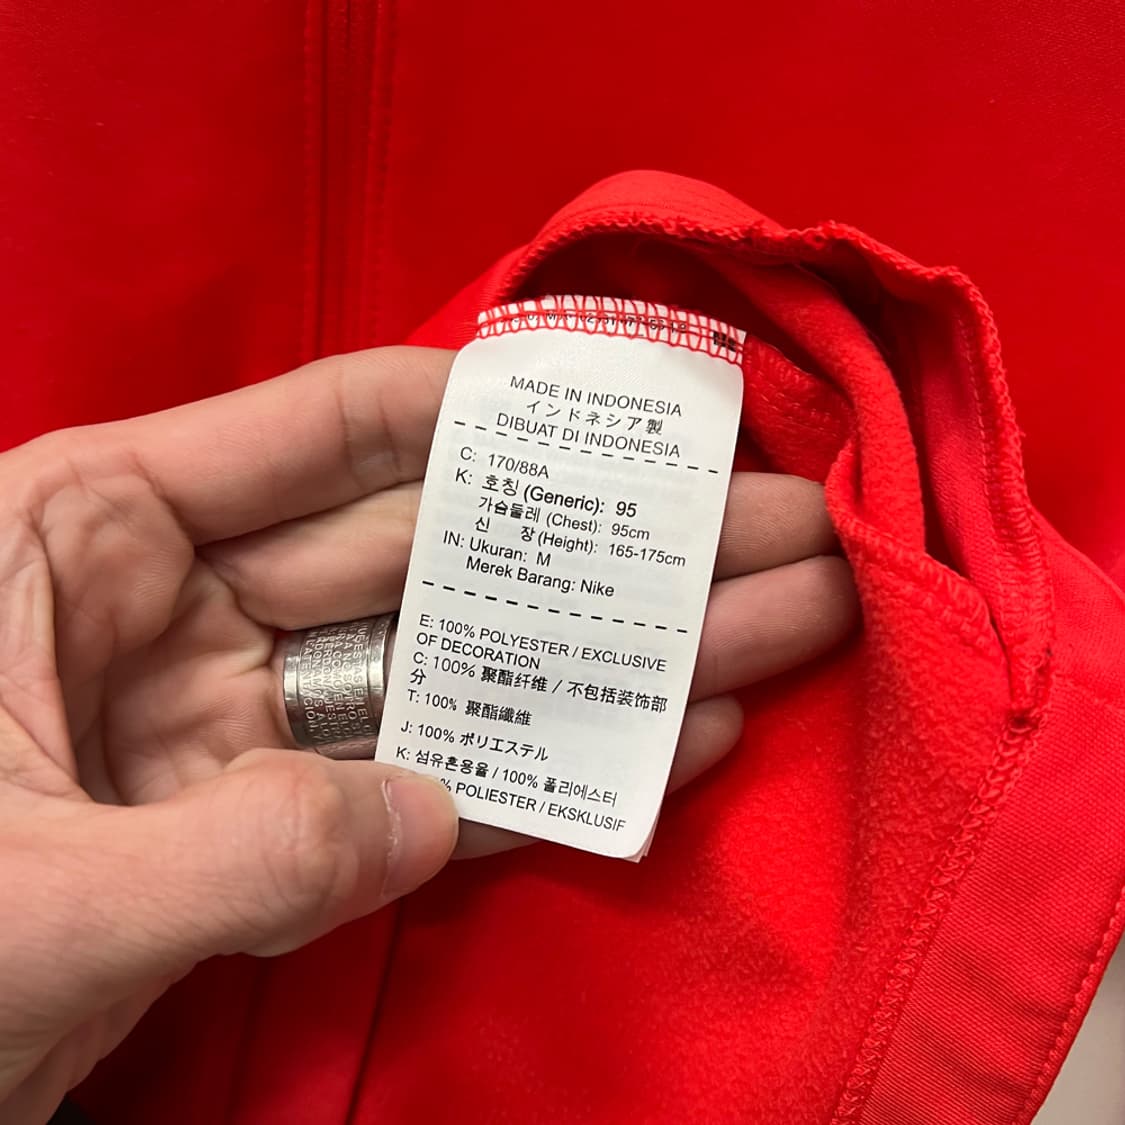 MADE IN INDONESIA
インドネシア製
DIBUAT DI INDONESIA
C: 170/88A
K: 호칭 (Generic): 95
가슴둘레 (Chest): 95cm
신 장 (Height): 165-175cm
IN: Ukuran: M
Merek Barang: Nike
E: 100% POLYESTER / EXCLUSIVE
OF DECORATION
C: 100% 聚酯纤维 / 不包括装饰部
分
T: 100% 聚酯纖維
J: 100% ポリエステル
K: 섬유혼용율 / 100% 폴리에스터
% POLIESTER / EKSKLUSIF